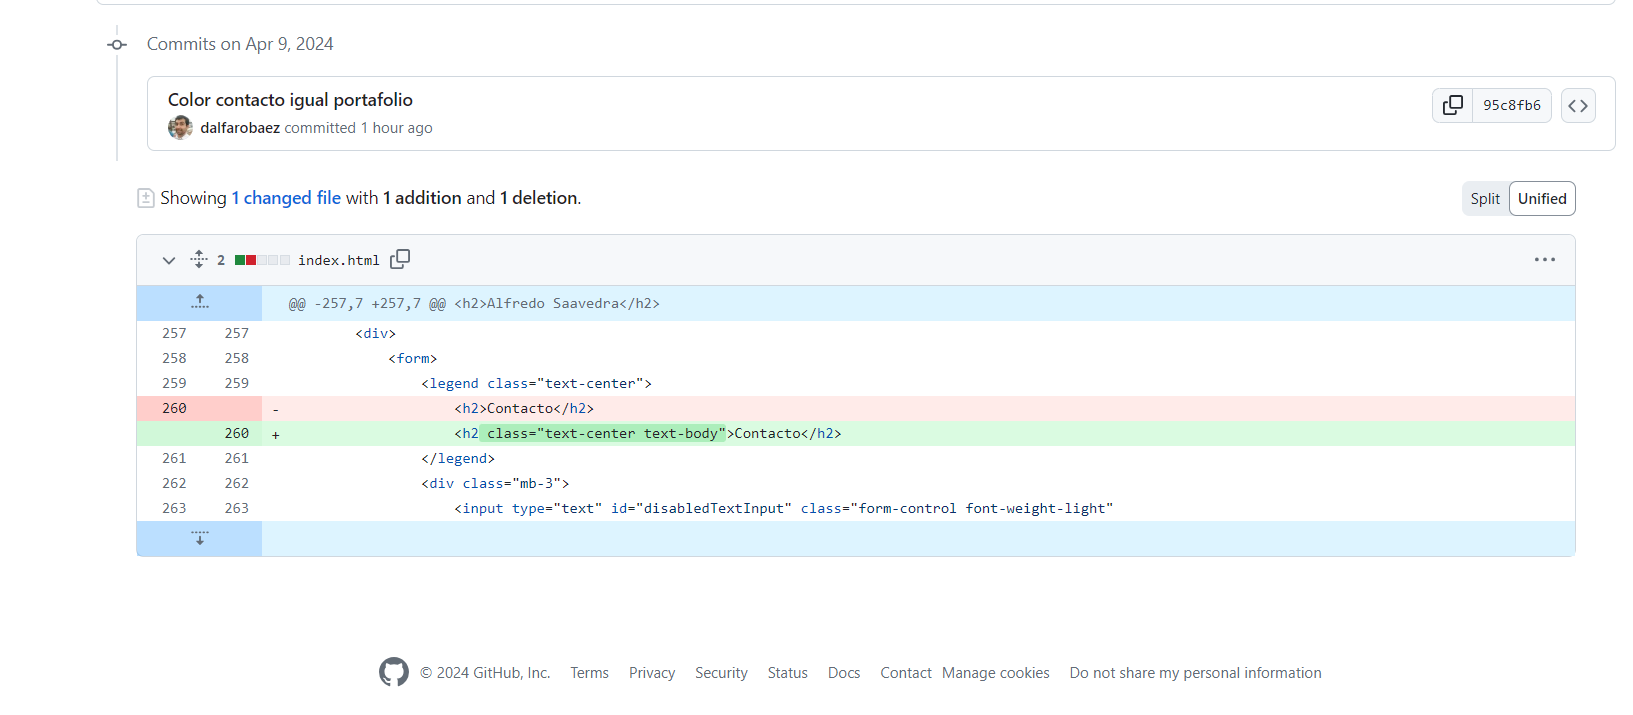 Commits on Apr 9, 2024
Color contacto igual portafolio
dalfarobaez committed 1 hour ago
95c8fb6
Showing 1 changed file with 1 addition and 1 deletion.
Split Unified
2 index.html
@@ -257,7 +257,7 @@ <h2>Alfredo Saavedra</h2>
257 257 <div>
258 258 <form>
259 259 <legend class="text-center">
260 - <h2>Contacto</h2>
260 + <h2 class="text-center text-body">Contacto</h2>
261 261 </legend>
262 262 <div class="mb-3">
263 263 <input type="text" id="disabledTextInput" class="form-control font-weight-light"
© 2024 GitHub, Inc. Terms Privacy Security Status Docs Contact Manage cookies Do not share my personal information